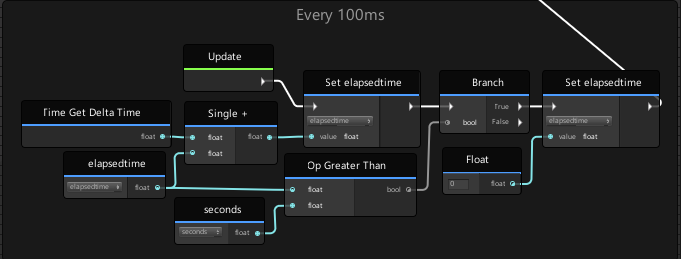 Every 100ms
Update
Set elapsedtime
elapsedtime
value float
Branch
True
bool False
Set elapsedtime
elapsedtime
value float
Time Get Delta Time
float
Single +
float float
float
elapsedtime
elapsedtime float
Op Greater Than
float bool
float
Float
0 float
seconds
seconds float